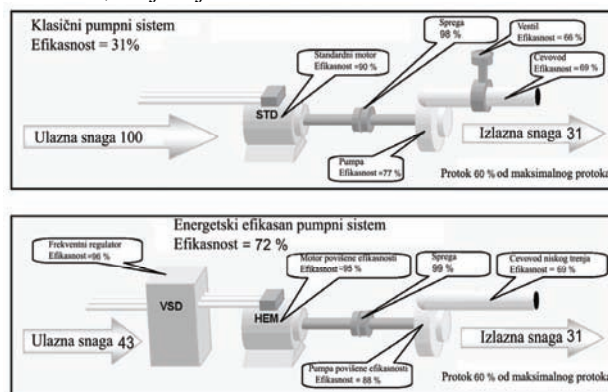 Klasični pumpni sistem
Efikasnost = 31%
Standardni motor
Efikasnost =90 %
Sprega
98 %
Ventil
Efikasnost = 66 %
Cevovod
Efikasnost =69 %
STD
Ulazna snaga 100
Izlazna snaga 31
Pumpa
Efikasnost =77 %
Protok 60 % od maksimalnog protoka
Energetski efikasan pumpni sistem
Efikasnost = 72 %
Frekventni regulator
Efikasnost =96 %
Motor povišene efikasnosti
Efikasnost =95 %
Sprega
99 %
Cevovod niskog trenja
Efikasnost = 69 %
VSD
HEM
Ulazna snaga 43
Izlazna snaga 31
Pumpa povišene efikasnosti
Efikasnost = 88 %
Protok 60 % od maksimalnog protoka